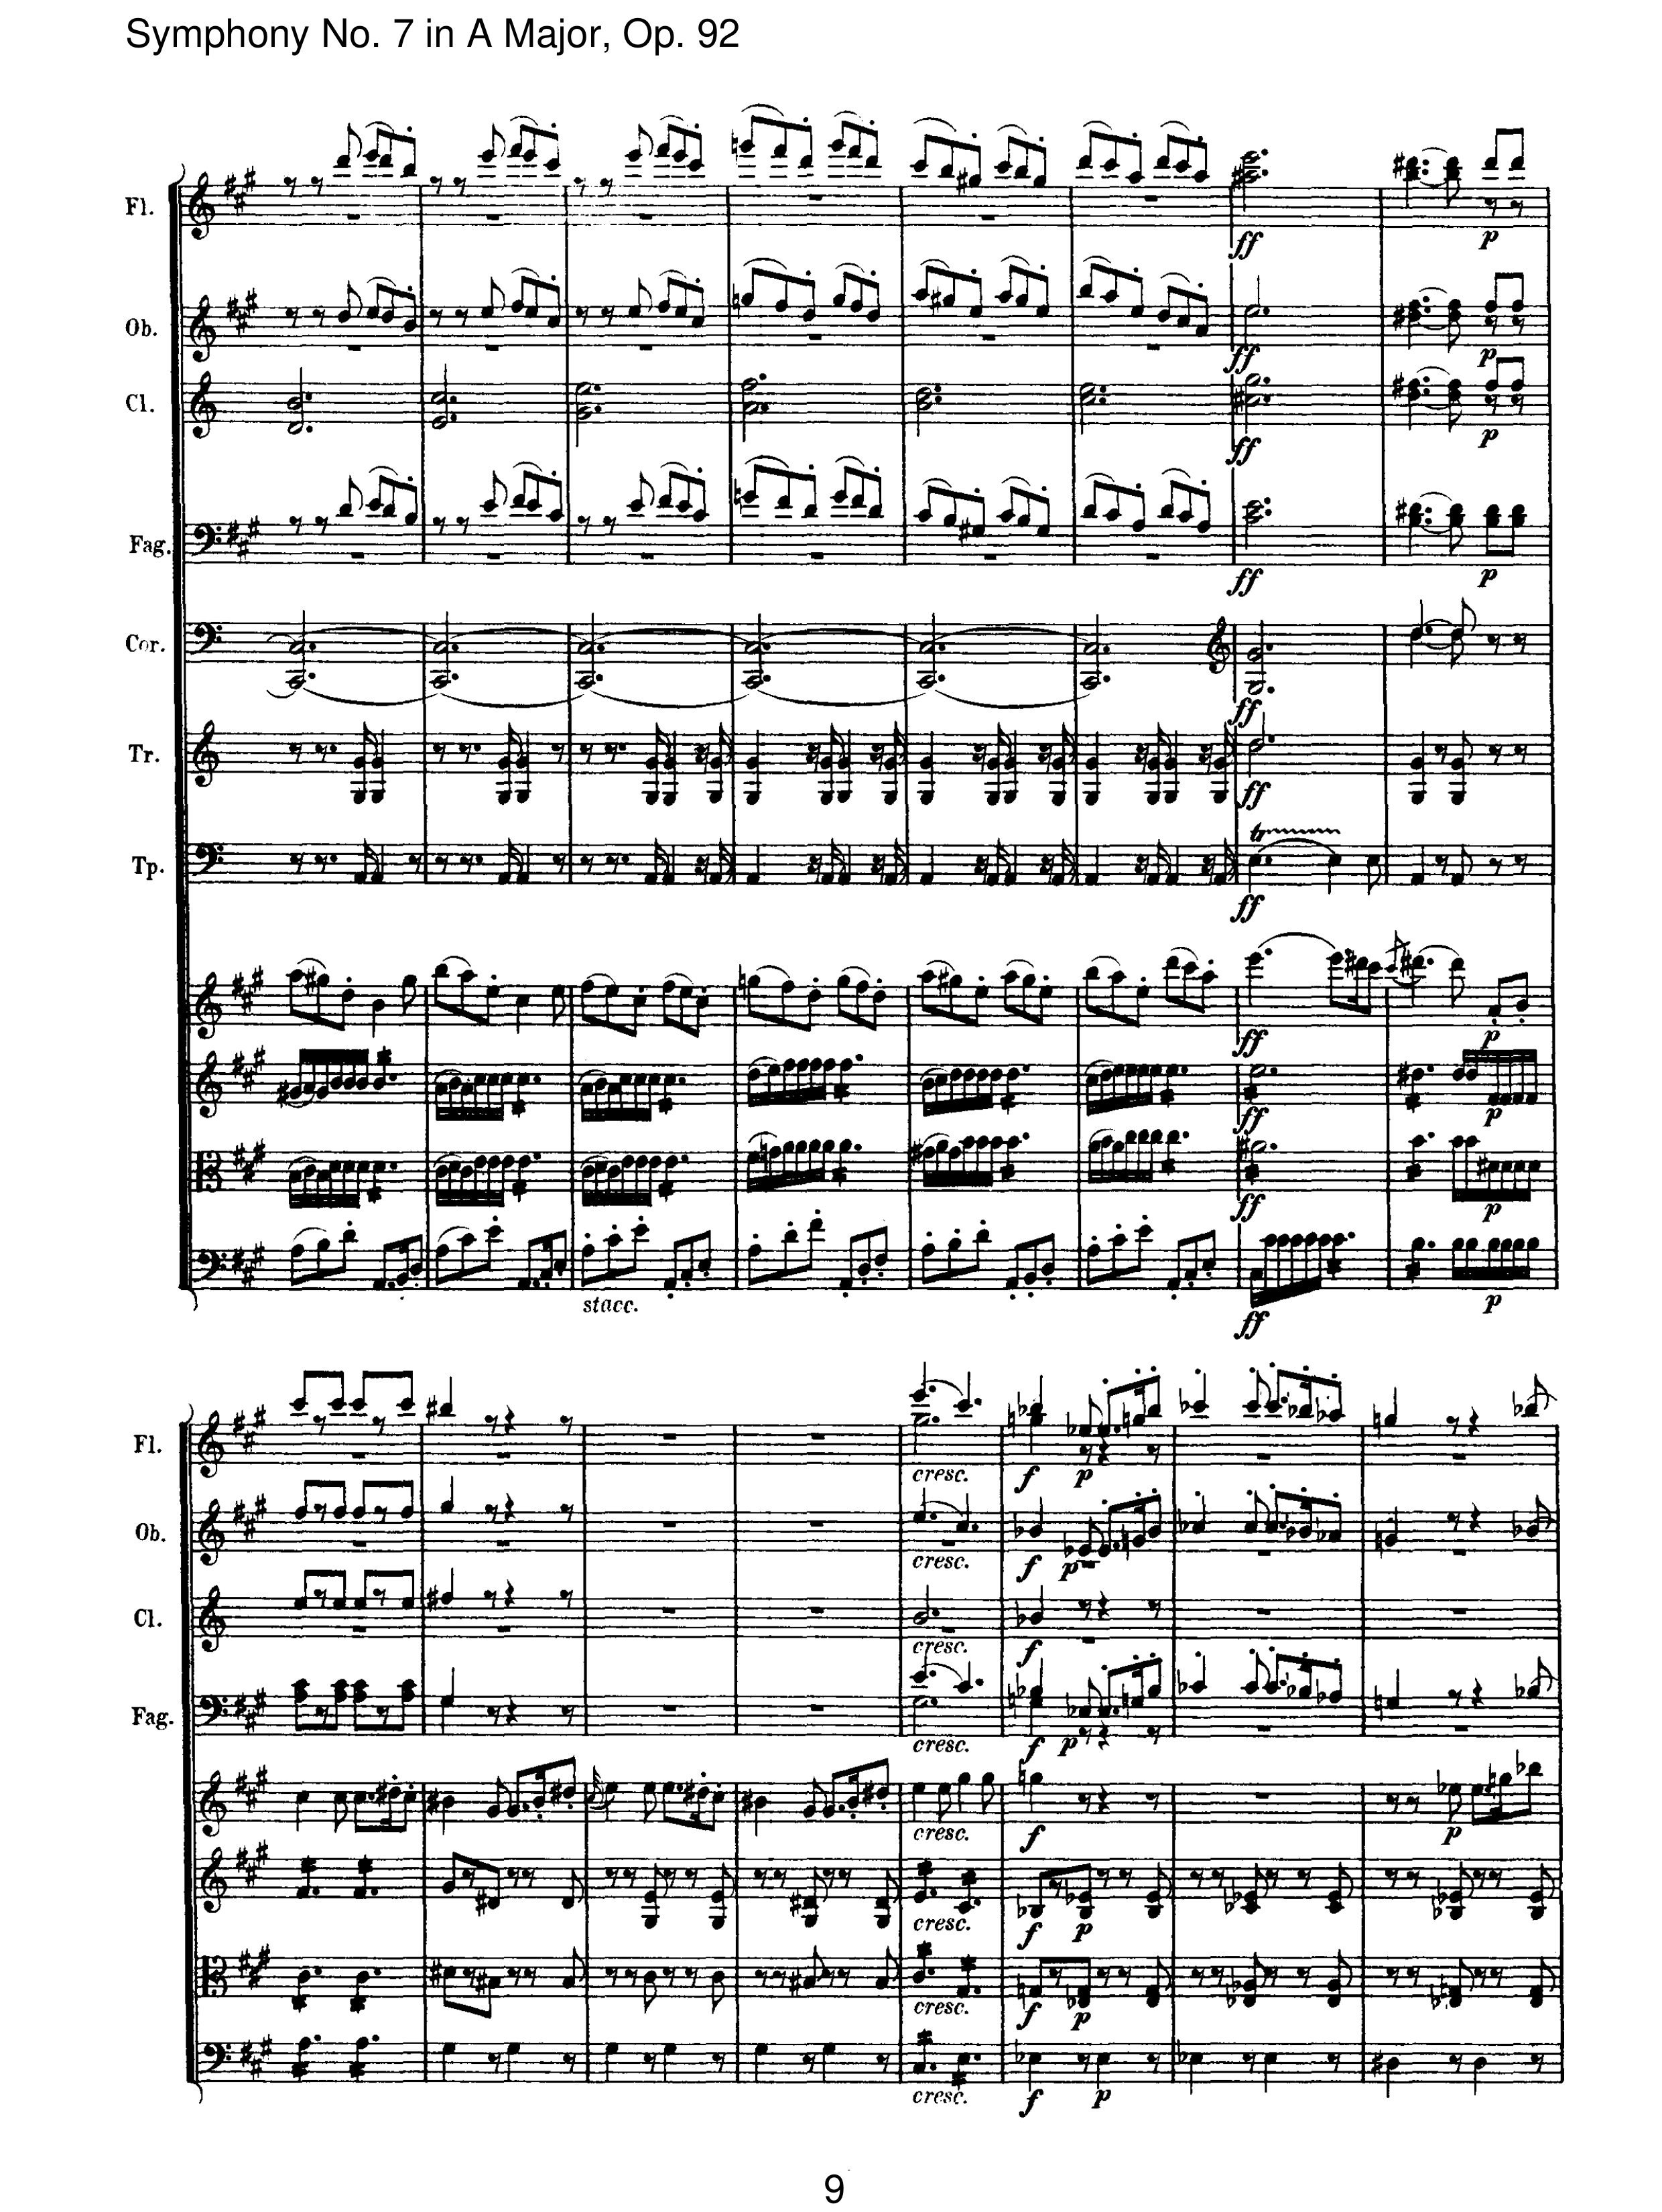 Symphony No. 7 in A Major, Op. 92
Fl.
ff
p
Ob.
ff
p
Cl.
ff
p
Fag.
ff
p
Cor.
ff
Tr.
ff
tr
Tp.
ff
ff
p
ff
p
ff
p
stacc.
ff
p
Fl.
cresc.
f
p
Ob.
cresc.
f
p
Cl.
cresc.
f
Fag.
cresc.
f
p
cresc.
f
p
cresc.
f
p
cresc.
f
p
cresc.
f
p
9